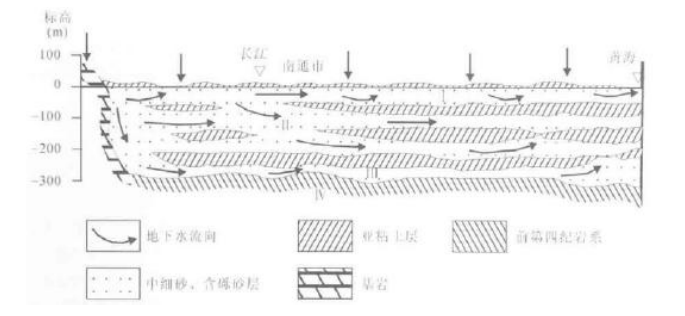 标高
(m)
100
0
-100
-200
-300
长江
南通市
黄海
I
II
III
IV
地下水流向
亚粘土层
前第四纪岩系
中细砂、含砾砂层
基岩